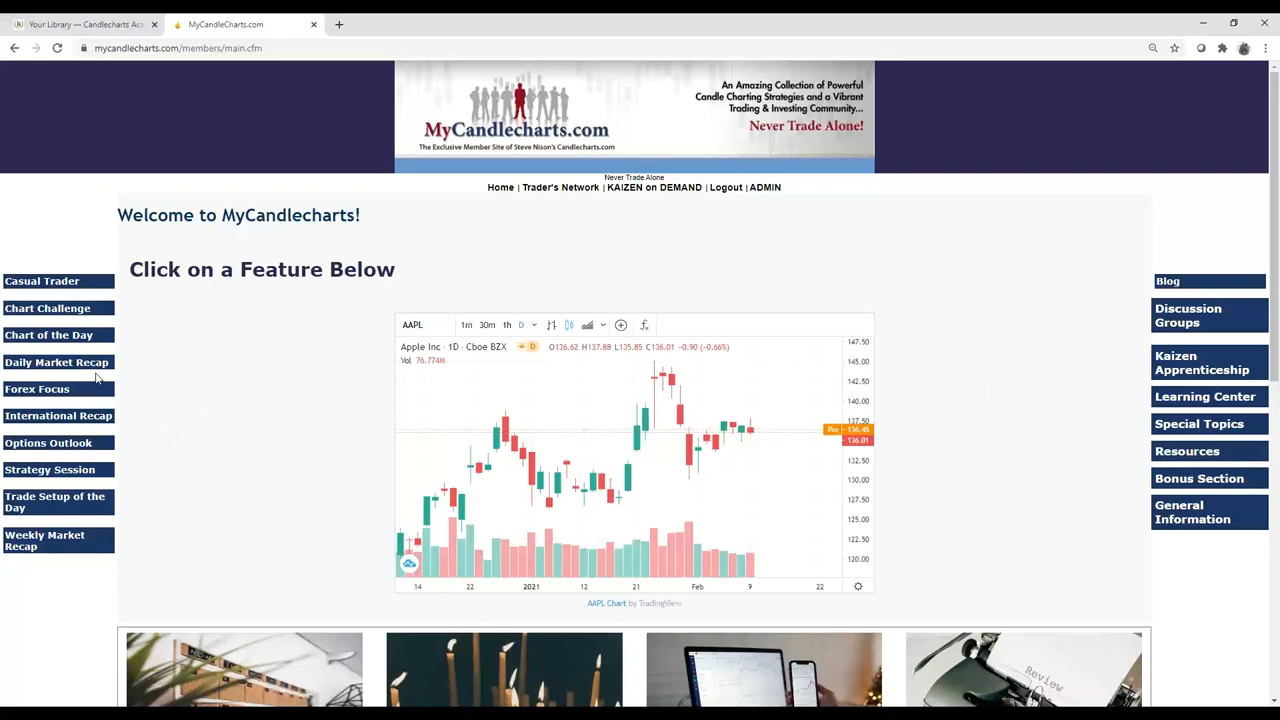 Your Library — Candlecharts Aca
MyCandleCharts.com
mycandlecharts.com/members/main.cfm
MyCandlecharts.com
The Exclusive Member Site of Steve Nison's Candlecharts.com
An Amazing Collection of Powerful
Candle Charting Strategies and a Vibrant
Trading & Investing Community...
Never Trade Alone!
Never Trade Alone
Home | Trader's Network | KAIZEN on DEMAND | Logout | ADMIN
Welcome to MyCandlecharts!
Click on a Feature Below
Casual Trader
Chart Challenge
Chart of the Day
Daily Market Recap
Forex Focus
International Recap
Options Outlook
Strategy Session
Trade Setup of the
Day
Weekly Market
Recap
AAPL 1m 30m 1h D
Apple Inc · 1D · Cboe BZX D O136.62 H137.88 L135.85 C136.01 -0.90 (-0.66%)
Vol 76.774M
147.50
145.00
142.50
140.00
137.50
Pre 136.45
136.01
132.50
130.00
127.50
125.00
122.50
120.00
14 22 2021 12 21 Feb 9 22
AAPL Chart by TradingView
Blog
Discussion
Groups
Kaizen
Apprenticeship
Learning Center
Special Topics
Resources
Bonus Section
General
Information
Review